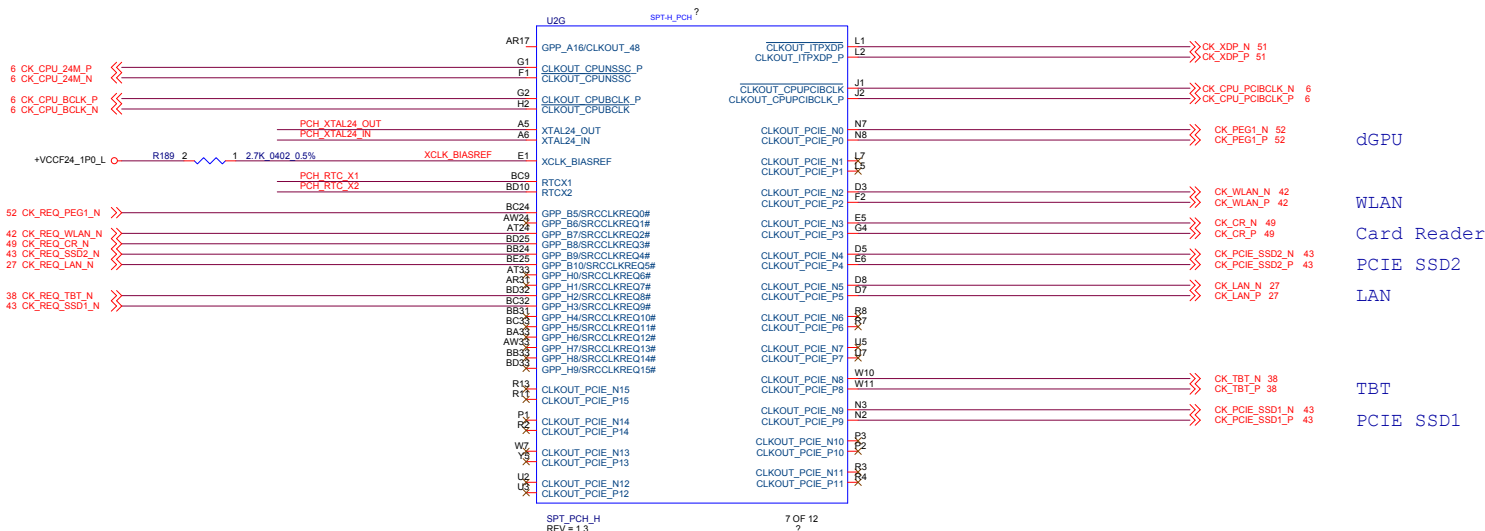 U2G
SPT-H_PCH
?
AR17 GPP_A16/CLKOUT_48
6 CK_CPU_24M_P G1 CLKOUT_CPUNSSC_P
6 CK_CPU_24M_N F1 CLKOUT_CPUNSSC
6 CK_CPU_BCLK_P G2 CLKOUT_CPUBCLK_P
6 CK_CPU_BCLK_N H2 CLKOUT_CPUBCLK
PCH_XTAL24_OUT A5 XTAL24_OUT
PCH_XTAL24_IN A6 XTAL24_IN
+VCCF24_1P0_L R189 2 1 2.7K_0402_0.5% XCLK_BIASREF E1 XCLK_BIASREF
PCH_RTC_X1 BC9 RTCX1
PCH_RTC_X2 BD10 RTCX2
52 CK_REQ_PEG1_N BC24 GPP_B5/SRCCLKREQ0#
AW24 GPP_B6/SRCCLKREQ1#
42 CK_REQ_WLAN_N AT24 GPP_B7/SRCCLKREQ2#
49 CK_REQ_CR_N BD25 GPP_B8/SRCCLKREQ3#
43 CK_REQ_SSD2_N BB24 GPP_B9/SRCCLKREQ4#
27 CK_REQ_LAN_N BE25 GPP_B10/SRCCLKREQ5#
AT33 GPP_H0/SRCCLKREQ6#
AR31 GPP_H1/SRCCLKREQ7#
38 CK_REQ_TBT_N BD32 GPP_H2/SRCCLKREQ8#
43 CK_REQ_SSD1_N BC32 GPP_H3/SRCCLKREQ9#
BB31 GPP_H4/SRCCLKREQ10#
BC33 GPP_H5/SRCCLKREQ11#
BA33 GPP_H6/SRCCLKREQ12#
AW33 GPP_H7/SRCCLKREQ13#
BB33 GPP_H8/SRCCLKREQ14#
BD33 GPP_H9/SRCCLKREQ15#
R13 CLKOUT_PCIE_N15
R11 CLKOUT_PCIE_P15
P1 CLKOUT_PCIE_N14
R2 CLKOUT_PCIE_P14
W7 CLKOUT_PCIE_N13
Y5 CLKOUT_PCIE_P13
U2 CLKOUT_PCIE_N12
U3 CLKOUT_PCIE_P12
CLKOUT_ITPXDP L1 CK_XDP_N 51
CLKOUT_ITPXDP_P L2 CK_XDP_P 51
CLKOUT_CPUPCIBCLK J1 CK_CPU_PCIBCLK_N 6
CLKOUT_CPUPCIBCLK_P J2 CK_CPU_PCIBCLK_P 6
CLKOUT_PCIE_N0 N7 CK_PEG1_N 52
CLKOUT_PCIE_P0 N8 CK_PEG1_P 52
dGPU
CLKOUT_PCIE_N1 L7
CLKOUT_PCIE_P1 L5
CLKOUT_PCIE_N2 D3 CK_WLAN_N 42
CLKOUT_PCIE_P2 F2 CK_WLAN_P 42
WLAN
CLKOUT_PCIE_N3 E5 CK_CR_N 49
CLKOUT_PCIE_P3 G4 CK_CR_P 49
Card Reader
CLKOUT_PCIE_N4 D5 CK_PCIE_SSD2_N 43
CLKOUT_PCIE_P4 E6 CK_PCIE_SSD2_P 43
PCIE SSD2
CLKOUT_PCIE_N5 D8 CK_LAN_N 27
CLKOUT_PCIE_P5 D7 CK_LAN_P 27
LAN
CLKOUT_PCIE_N6 R8
CLKOUT_PCIE_P6 R7
CLKOUT_PCIE_N7 U5
CLKOUT_PCIE_P7 U7
CLKOUT_PCIE_N8 W10 CK_TBT_N 38
CLKOUT_PCIE_P8 W11 CK_TBT_P 38
TBT
CLKOUT_PCIE_N9 N3 CK_PCIE_SSD1_N 43
CLKOUT_PCIE_P9 N2 CK_PCIE_SSD1_P 43
PCIE SSD1
CLKOUT_PCIE_N10 P3
CLKOUT_PCIE_P10 P2
CLKOUT_PCIE_N11 R3
CLKOUT_PCIE_P11 R4
SPT_PCH_H 7 OF 12
REV = 1.3 ?